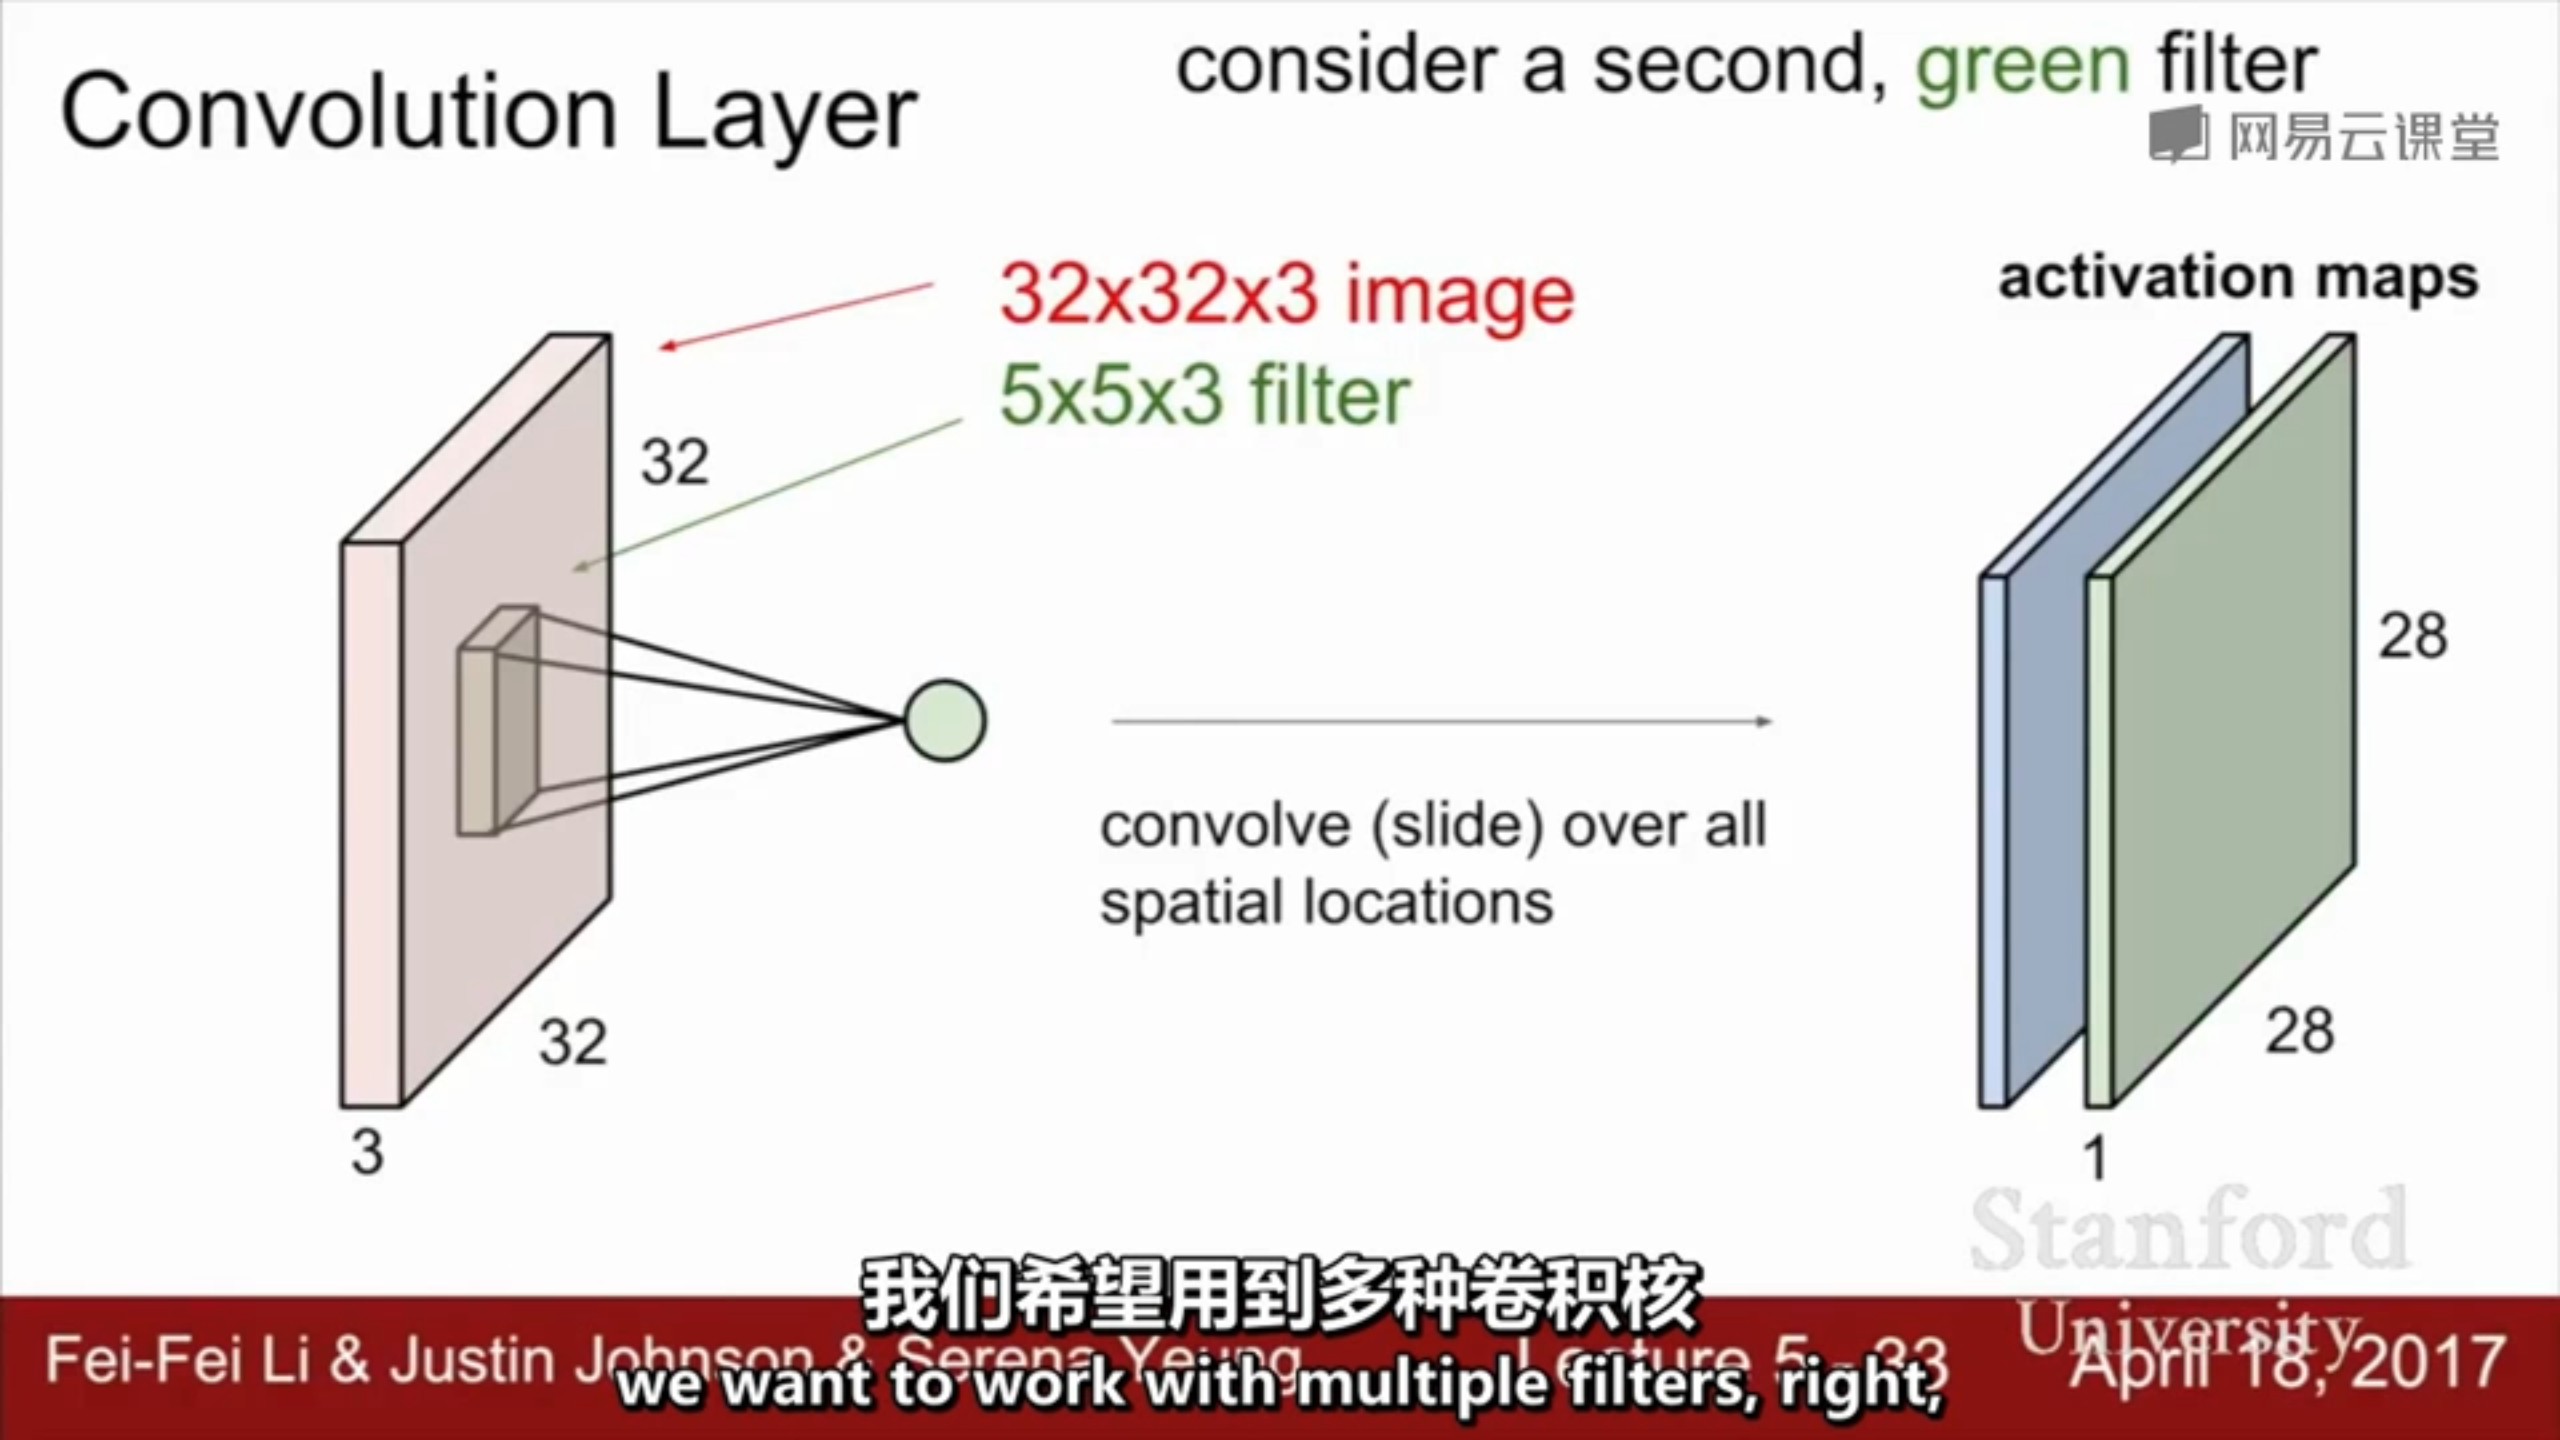 Convolution Layer
consider a second, green filter
网易云课堂
32x32x3 image
5x5x3 filter
activation maps
32
28
convolve (slide) over all
spatial locations
32
28
3
1
Stanford
University
我们希望用到多种卷积核
Fei-Fei Li & Justin Johnson & Serena Yeung
Lecture 5 - 33
April 18, 2017
we want to work with multiple filters, right,